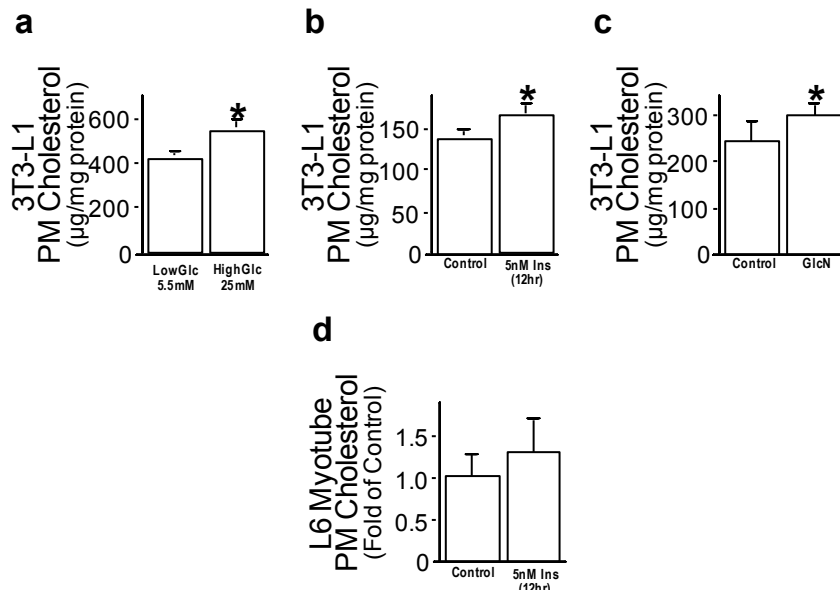 a
3T3-L1
PM Cholesterol
(µg/mg protein)
600
400
200
0
*
LowGlc
5.5mM
HighGlc
25mM
b
3T3-L1
PM Cholesterol
(µg/mg protein)
150
100
50
0
*
Control
5nM Ins
(12hr)
c
3T3-L1
PM Cholesterol
(µg/mg protein)
300
200
100
0
*
Control
GlcN
d
L6 Myotube
PM Cholesterol
(Fold of Control)
1.5
1.0
0.5
0
Control
5nM Ins
(12hr)